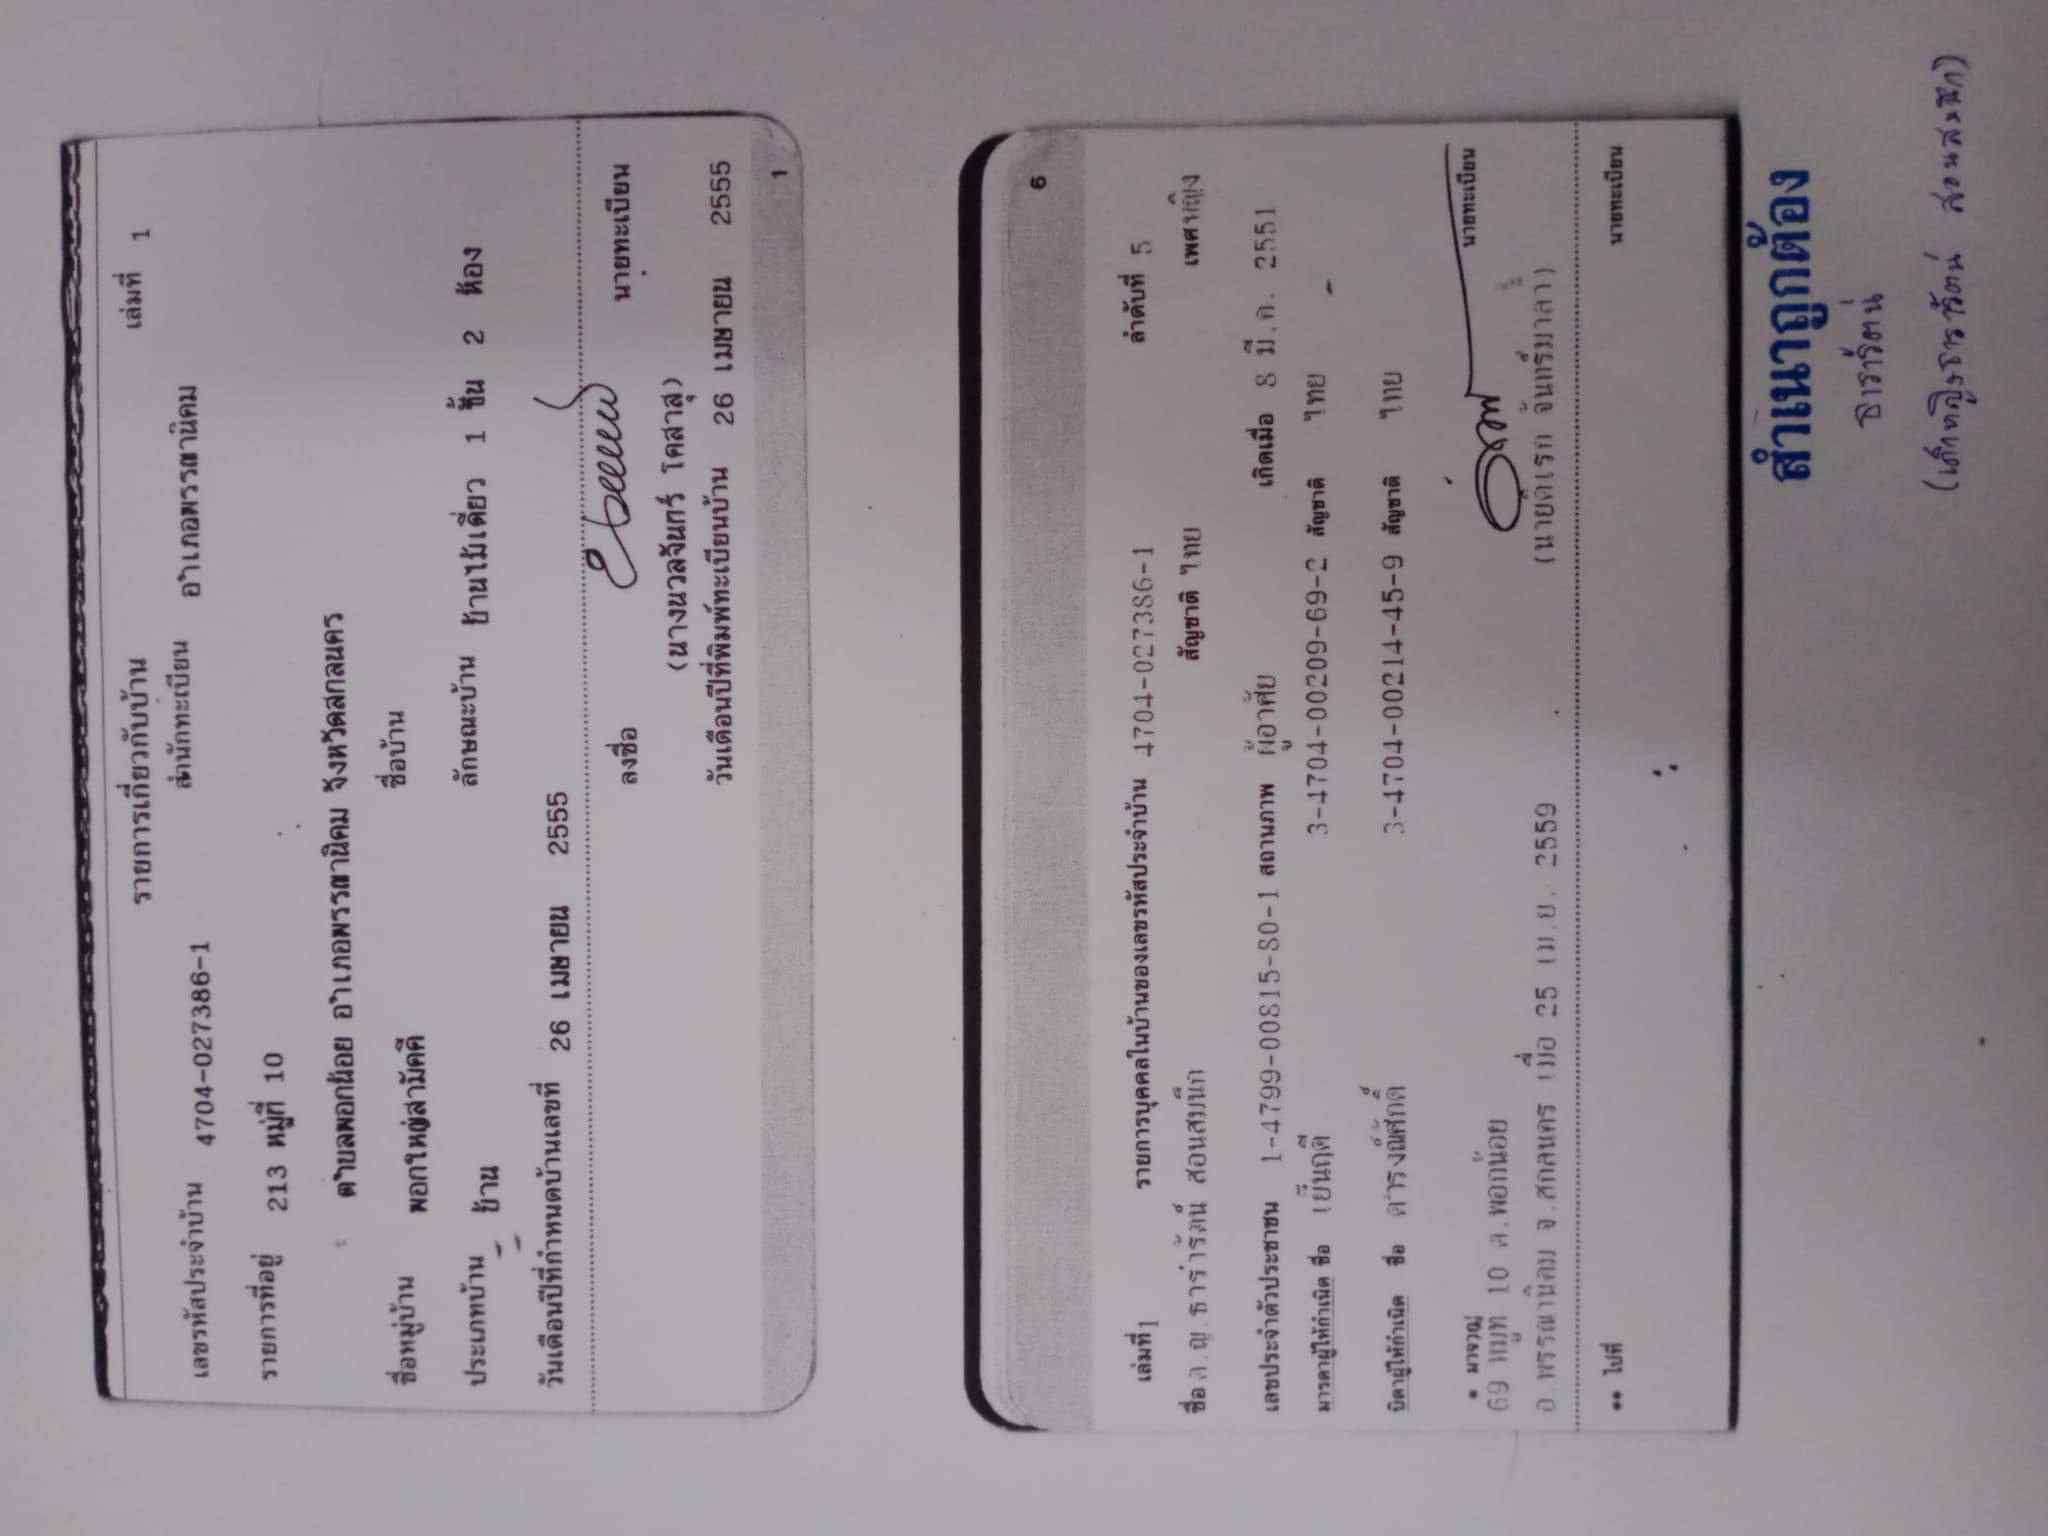 รายการเกี่ยวกับบ้าน เล่มที่ 1
เลขรหัสประจำบ้าน 4704-027386-1 สำนักทะเบียน อำเภอพรรณานิคม
รายการที่อยู่ 213 หมู่ที่ 10
ตำบลพอกน้อย อำเภอพรรณานิคม จังหวัดสกลนคร
ชื่อหมู่บ้าน พอกใหญ่สามัคคี ชื่อบ้าน
ประเภทบ้าน บ้าน ลักษณะบ้าน บ้านไม้เดี่ยว 1 ชั้น 2 ห้อง
วันเดือนปีที่กำหนดบ้านเลขที่ 26 เมษายน 2555
ลงชื่อ นายทะเบียน
(นางนวลจันทร์ โคสาสุ)
วันเดือนปีที่พิมพ์ทะเบียนบ้าน 26 เมษายน 2555
1
6
เล่มที่ 1 รายการบุคคลในบ้านของเลขรหัสประจำบ้าน 4704-027386-1 ลำดับที่ 5
ชื่อ ด.ญ.ธารารัตน์ สอนสมนึก สัญชาติ ไทย เพศ หญิง
เลขประจำตัวประชาชน 1-4799-00815-80-1 สถานภาพ ผู้อาศัย เกิดเมื่อ 8 มี.ค. 2551
มารดาผู้ให้กำเนิด ชื่อ เย็นฤดี 3-4704-00209-69-2 สัญชาติ ไทย
บิดาผู้ให้กำเนิด ชื่อ ดำรงณ์ศักดิ์ 3-4704-00214-45-9 สัญชาติ ไทย
* มาจาก
69 หมู่ที่ 10 ต.พอกน้อย นายทะเบียน
อ.พรรณานิคม จ.สกลนคร เมื่อ 25 เม.ย. 2559 (นายดิเรก จันทร์มาลา)
** ไปที่ นายทะเบียน
สำเนาถูกต้อง
ธารารัตน์
(เด็กหญิงธารารัตน์ สอนสมนึก)